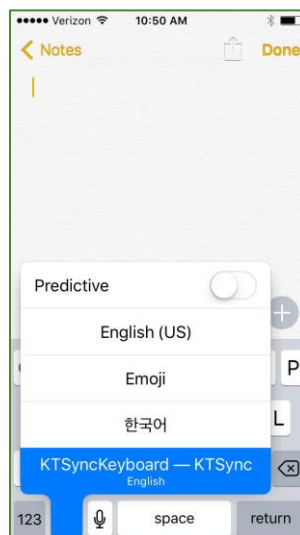 Verizon 10:50 AM
Notes Done
Predictive
English (US)
Emoji
한국어
P
L
KTSyncKeyboard — KTSync
English
123 space return